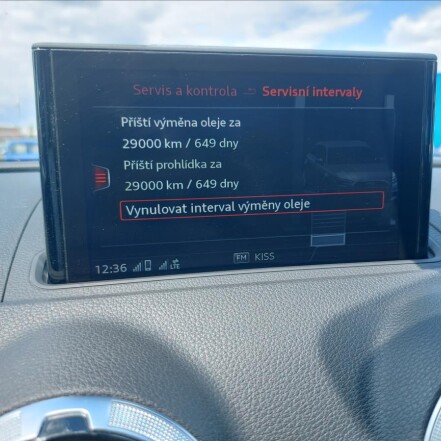 Servis a kontrola Servisní intervaly
Příští výměna oleje za
29000 km / 649 dny
Příští prohlídka za
29000 km / 649 dny
Vynulovat interval výměny oleje
12:36 LTE FM KISS